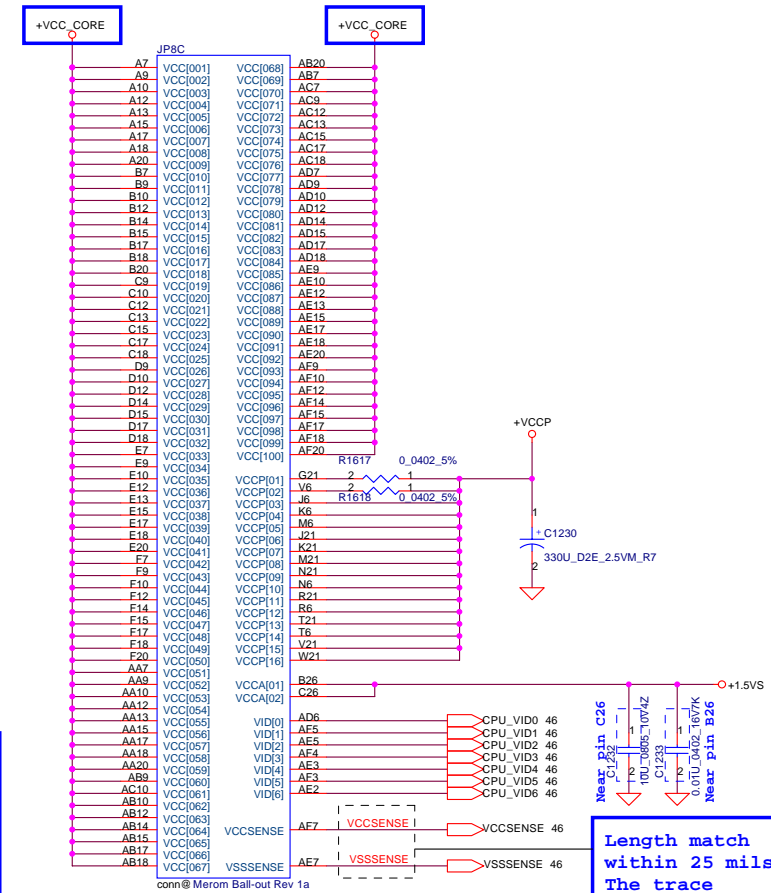 +VCC_CORE +VCC_CORE
JP8C
A7 VCC[001] VCC[068] AB20
A9 VCC[002] VCC[069] AB7
A10 VCC[003] VCC[070] AC7
A12 VCC[004] VCC[071] AC9
A13 VCC[005] VCC[072] AC12
A15 VCC[006] VCC[073] AC13
A17 VCC[007] VCC[074] AC15
A18 VCC[008] VCC[075] AC17
A20 VCC[009] VCC[076] AC18
B7 VCC[010] VCC[077] AD7
B9 VCC[011] VCC[078] AD9
B10 VCC[012] VCC[079] AD10
B12 VCC[013] VCC[080] AD12
B14 VCC[014] VCC[081] AD14
B15 VCC[015] VCC[082] AD15
B17 VCC[016] VCC[083] AD17
B18 VCC[017] VCC[084] AD18
B20 VCC[018] VCC[085] AE9
C9 VCC[019] VCC[086] AE10
C10 VCC[020] VCC[087] AE12
C12 VCC[021] VCC[088] AE13
C13 VCC[022] VCC[089] AE15
C15 VCC[023] VCC[090] AE17
C17 VCC[024] VCC[091] AE18
C18 VCC[025] VCC[092] AE20
D9 VCC[026] VCC[093] AF9
D10 VCC[027] VCC[094] AF10
D12 VCC[028] VCC[095] AF12
D14 VCC[029] VCC[096] AF14
D15 VCC[030] VCC[097] AF15
D17 VCC[031] VCC[098] AF17
D18 VCC[032] VCC[099] AF18
E7 VCC[033] VCC[100] AF20
E9 VCC[034]
E10 VCC[035] VCCP[01] G21
E12 VCC[036] VCCP[02] V6
E13 VCC[037] VCCP[03] J6
E15 VCC[038] VCCP[04] K6
E17 VCC[039] VCCP[05] M6
E18 VCC[040] VCCP[06] J21
E20 VCC[041] VCCP[07] K21
F7 VCC[042] VCCP[08] M21
F9 VCC[043] VCCP[09] N21
F10 VCC[044] VCCP[10] N6
F12 VCC[045] VCCP[11] R21
F14 VCC[046] VCCP[12] R6
F15 VCC[047] VCCP[13] T21
F17 VCC[048] VCCP[14] T6
F18 VCC[049] VCCP[15] V21
F20 VCC[050] VCCP[16] W21
AA7 VCC[051]
AA9 VCC[052] VCCA[01] B26
AA10 VCC[053] VCCA[02] C26
AA12 VCC[054]
AA13 VCC[055] VID[0] AD6 CPU_VID0 46
AA15 VCC[056] VID[1] AF5 CPU_VID1 46
AA17 VCC[057] VID[2] AE5 CPU_VID2 46
AA18 VCC[058] VID[3] AF4 CPU_VID3 46
AA20 VCC[059] VID[4] AE3 CPU_VID4 46
AB9 VCC[060] VID[5] AF3 CPU_VID5 46
AC10 VCC[061] VID[6] AE2 CPU_VID6 46
AB10 VCC[062]
AB12 VCC[063]
AB14 VCC[064] VCCSENSE AF7 VCCSENSE VCCSENSE 46
AB15 VCC[065]
AB17 VCC[066]
AB18 VCC[067] VSSSENSE AE7 VSSSENSE VSSSENSE 46
conn@ Merom Ball-out Rev 1a
+VCCP
R1617 0_0402_5%
2 1
2 1
R1618 0_0402_5%
1
+ C1230
330U_D2E_2.5VM_R7
2
+1.5VS
Near pin C26
C1232
1
2
10U_0805_10V4Z
C1233
1
2
0.01U_0402_16V7K
Near pin B26
Length match
within 25 mils
The trace